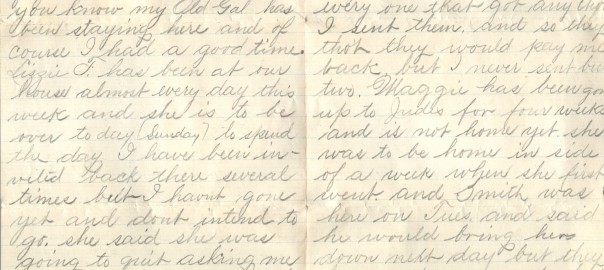 you know my Old Gal has
been staying here and of
course I had a good time.
Lizzie F. has been at our
house almost every day this
week and she is to be
over to day (Sunday) to spend
the day I have been in-
vited back there several
times but I havnt gone
yet and dont intend to
go. she said she was
going to quit asking me
every one that got any
I sent them. and so they
thot they would pay me
back but I never sent but
two. Maggie has been gon
up to Judes for four weeks
and is not home yet. she
was to be home in side
of a week when she first
went. and Smith was
here on Tues. and said
he would bring her
down next day but they